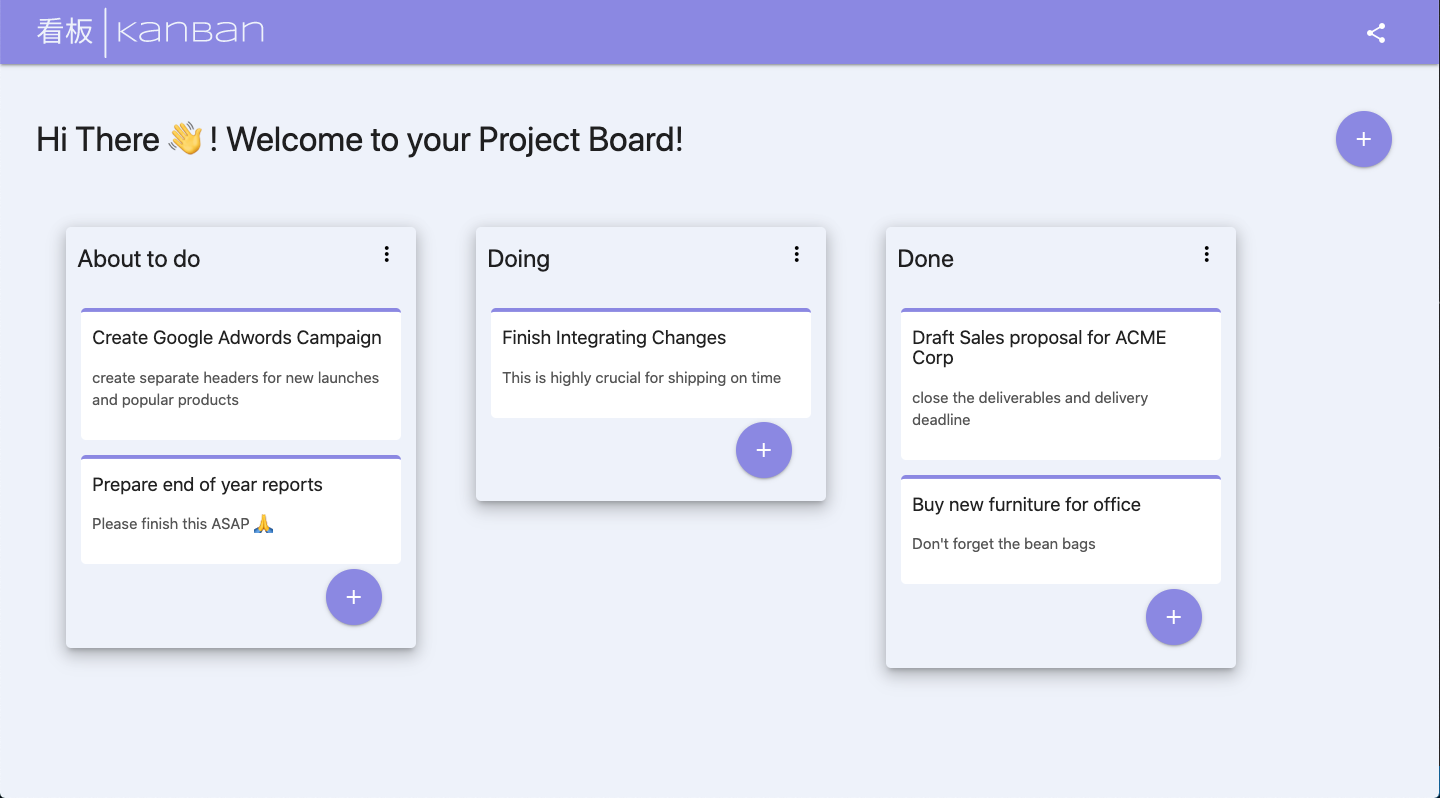 看板 | KANBAN
Hi There 👋 ! Welcome to your Project Board!
About to do
Create Google Adwords Campaign
create separate headers for new launches
and popular products
Prepare end of year reports
Please finish this ASAP 🙏
Doing
Finish Integrating Changes
This is highly crucial for shipping on time
Done
Draft Sales proposal for ACME
Corp
close the deliverables and delivery
deadline
Buy new furniture for office
Don't forget the bean bags